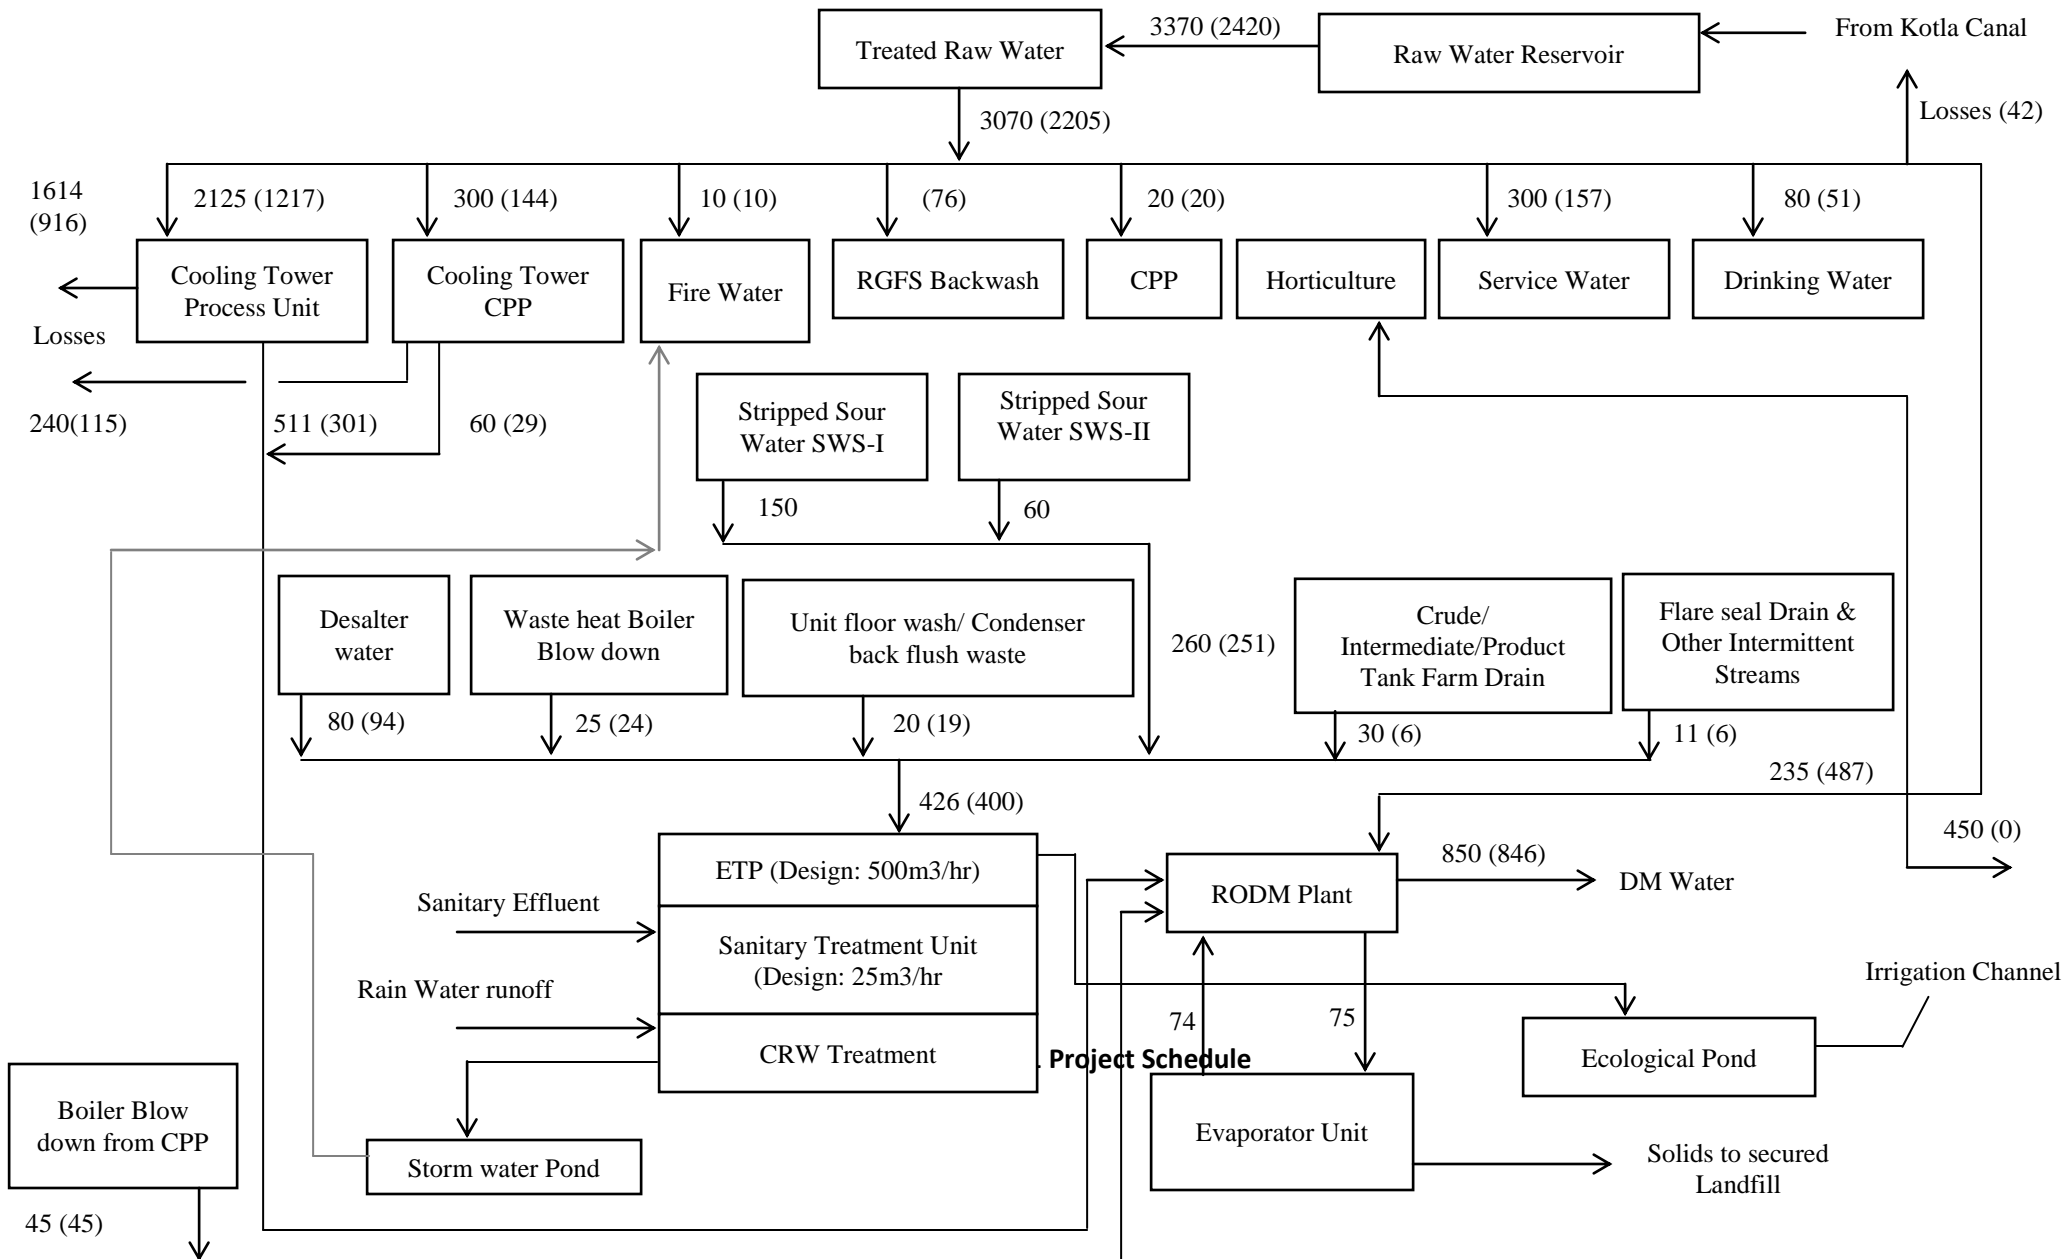 Treated Raw Water
3370 (2420)
Raw Water Reservoir
From Kotla Canal
3070 (2205)
Losses (42)
1614
(916)
2125 (1217)
300 (144)
10 (10)
(76)
20 (20)
300 (157)
80 (51)
Cooling Tower
Process Unit
Cooling Tower
CPP
Fire Water
RGFS Backwash
CPP
Horticulture
Service Water
Drinking Water
Losses
240(115)
511 (301)
60 (29)
Stripped Sour
Water SWS-I
Stripped Sour
Water SWS-II
150
60
Desalter
water
Waste heat Boiler
Blow down
Unit floor wash/ Condenser
back flush waste
260 (251)
Crude/
Intermediate/Product
Tank Farm Drain
Flare seal Drain &
Other Intermittent
Streams
80 (94)
25 (24)
20 (19)
30 (6)
11 (6)
235 (487)
426 (400)
450 (0)
ETP (Design: 500m3/hr)
Sanitary Effluent
Sanitary Treatment Unit
(Design: 25m3/hr
Rain Water runoff
CRW Treatment
RODM Plant
850 (846)
DM Water
74
75
Irrigation Channel
Project Schedule
Ecological Pond
Boiler Blow
down from CPP
Storm water Pond
Evaporator Unit
Solids to secured
Landfill
45 (45)